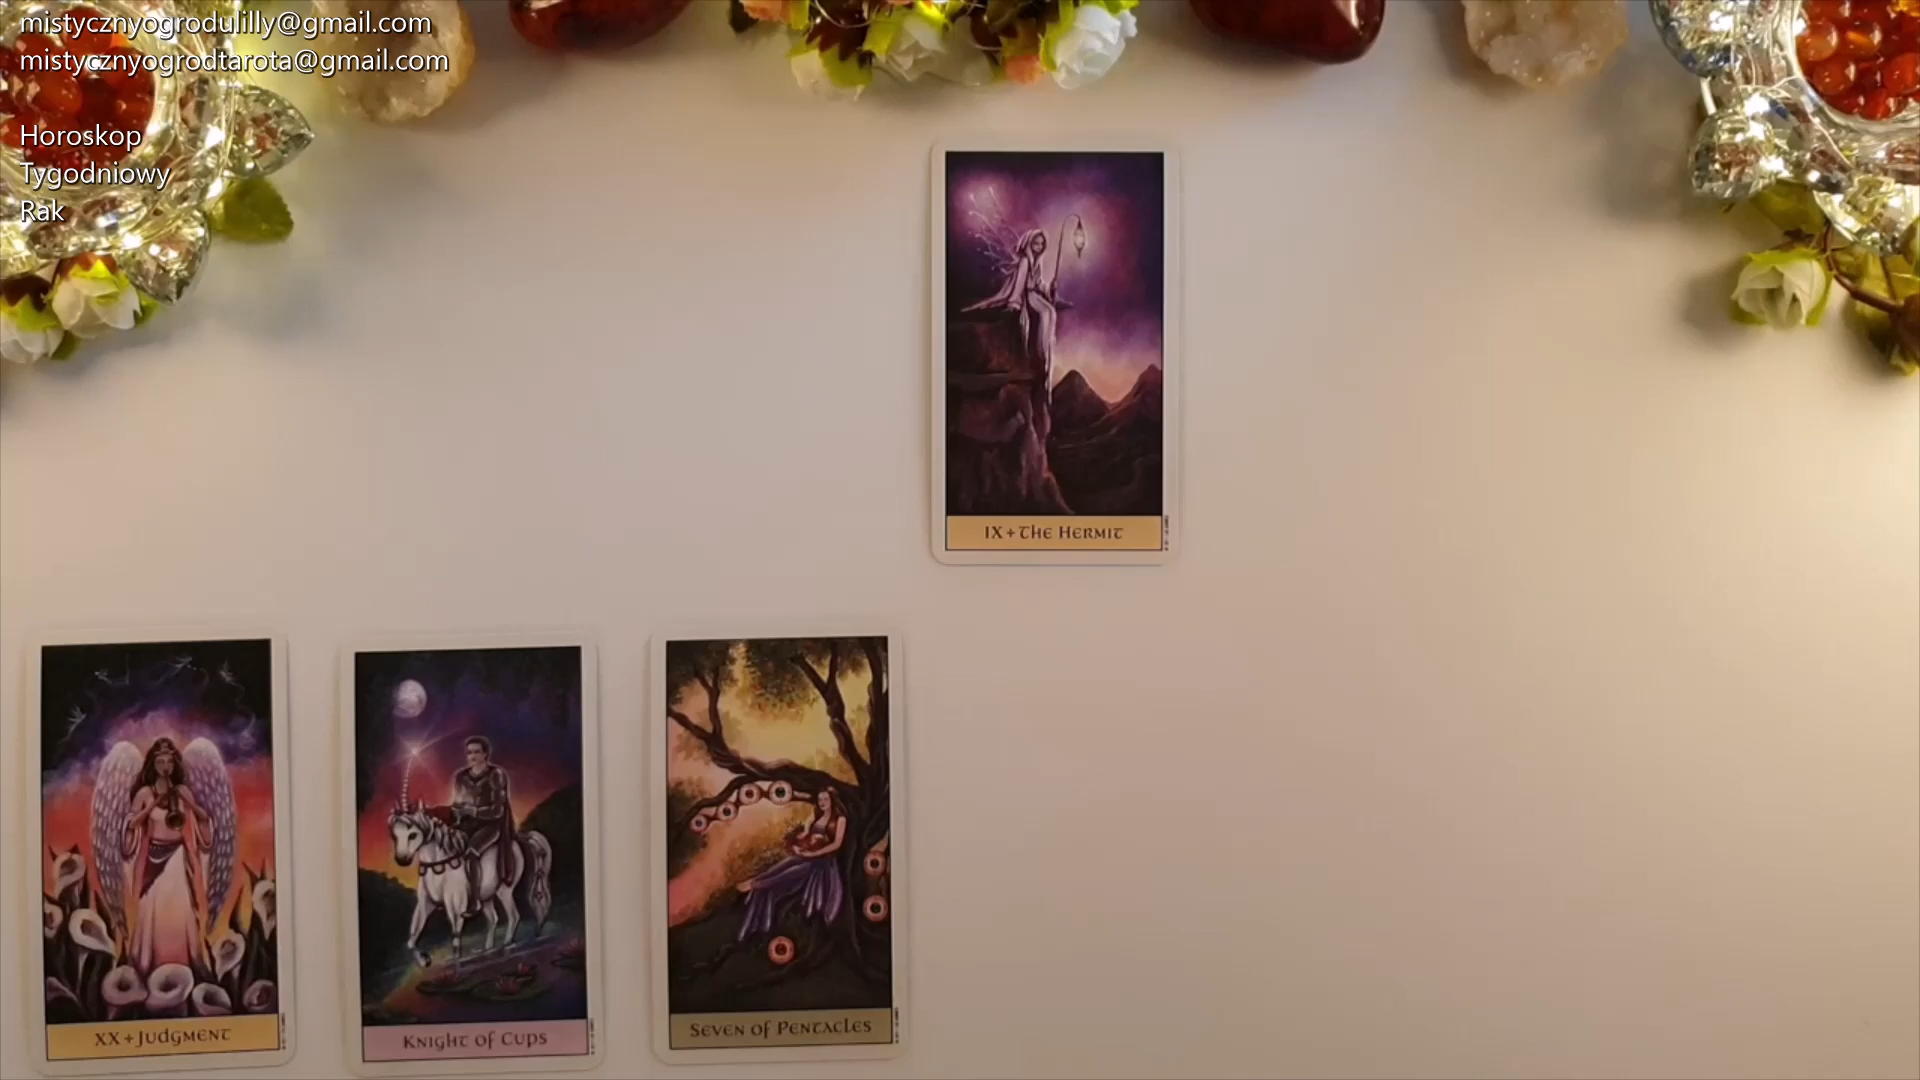 mistycznyogrodulilly@gmail.com
mistycznyogrodtarota@gmail.com
Horoskop
Tygodniowy
Rak
IX+The Hermit
XX+Judgment
Knight of Cups
Seven of Pentacles